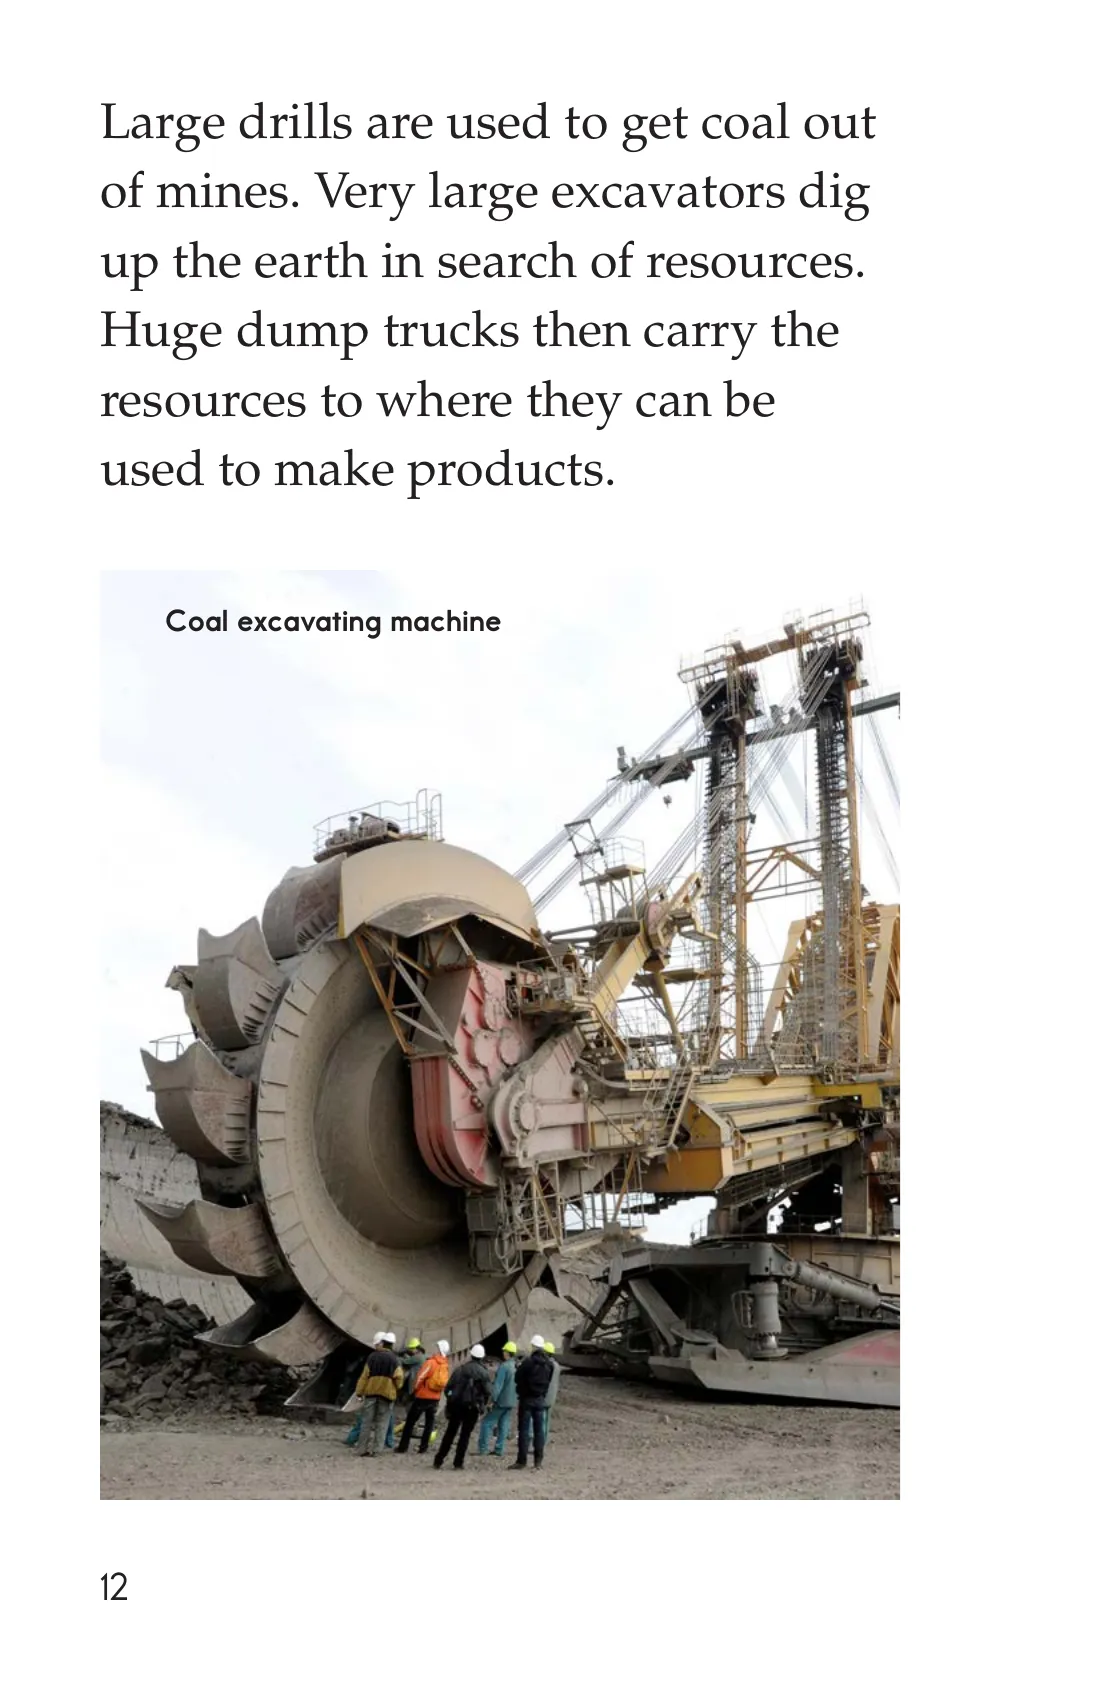 Large drills are used to get coal out
of mines. Very large excavators dig
up the earth in search of resources.
Huge dump trucks then carry the
resources to where they can be
used to make products.
Coal excavating machine
12